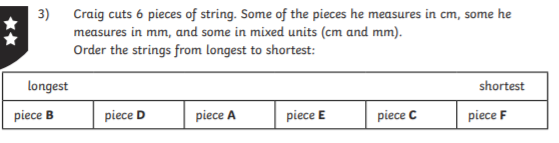 3) Craig cuts 6 pieces of string. Some of the pieces he measures in cm, some he
measures in mm, and some in mixed units (cm and mm).
Order the strings from longest to shortest:
longest shortest
piece B piece D piece A piece E piece C piece F